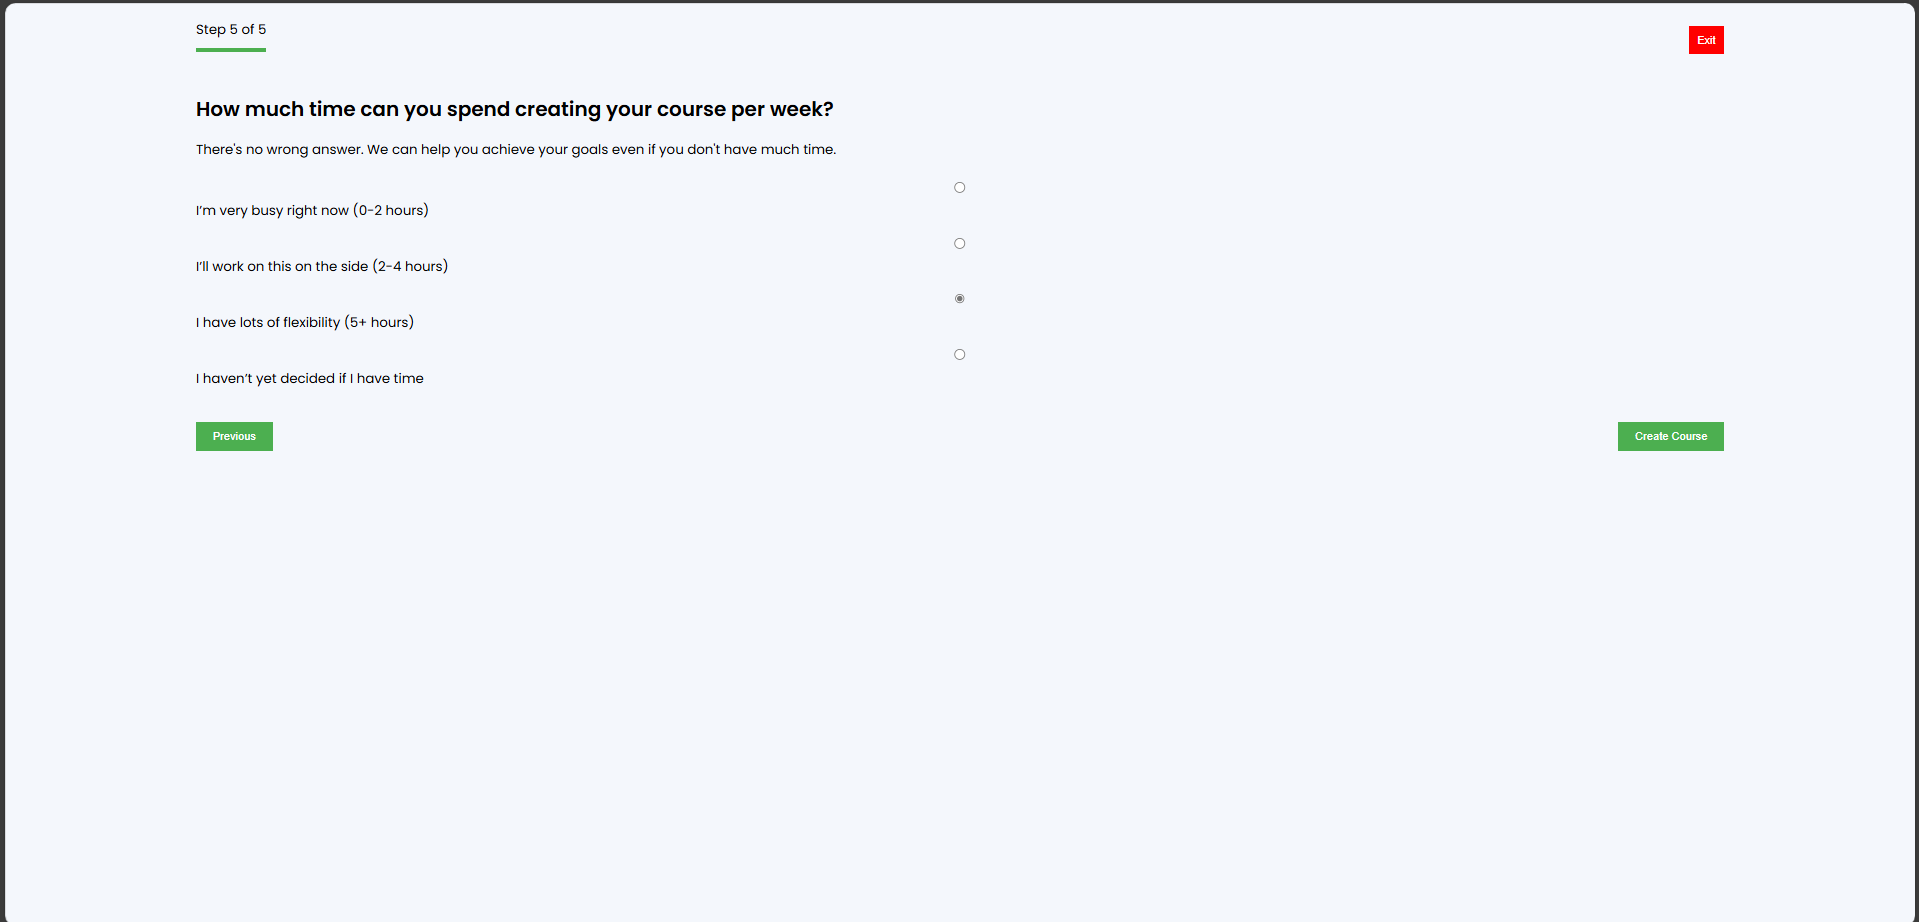 Step 5 of 5
Exit
How much time can you spend creating your course per week?
There's no wrong answer. We can help you achieve your goals even if you don't have much time.
I’m very busy right now (0-2 hours)
I’ll work on this on the side (2-4 hours)
I have lots of flexibility (5+ hours)
I haven’t yet decided if I have time
Previous
Create Course